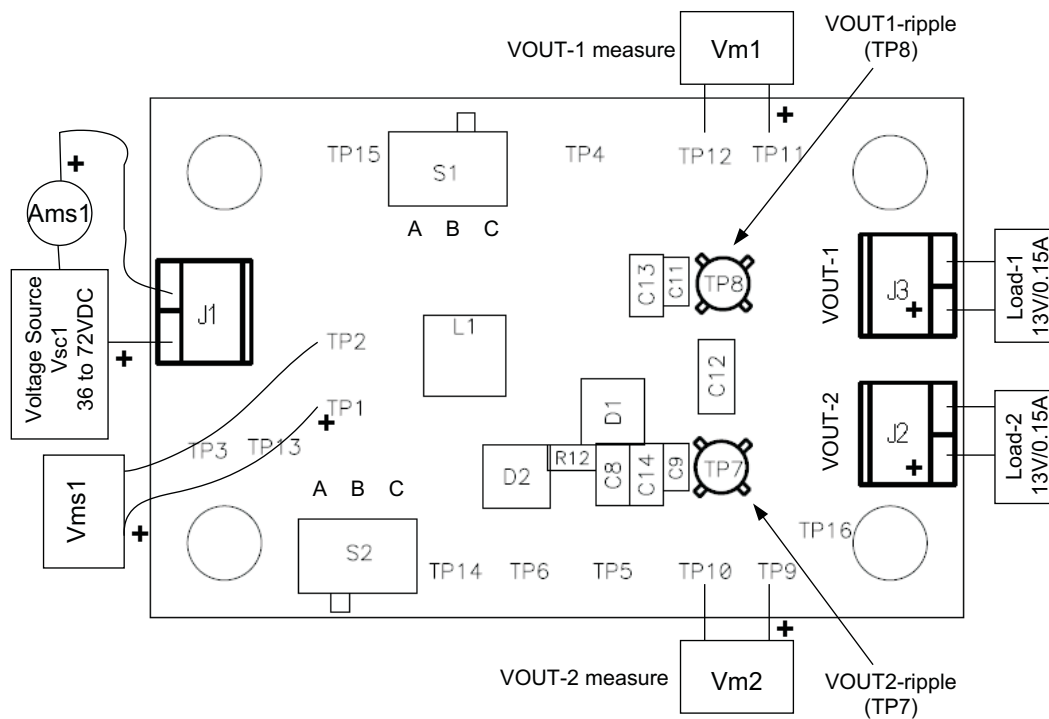 VOUT-1 measure
Vm1
VOUT1-ripple
(TP8)
+
TP15
S1
A B C
TP4
TP12
TP11
+
Ams1
Voltage Source
Vsc1
36 to 72VDC
+
J1
TP2
TP1
+
L1
C13
C11
TP8
C12
VOUT-1
J3
+
Load-1
13V/0.15A
VOUT-2
J2
+
Load-2
13V/0.15A
TP3
TP13
Vms1
+
A B C
S2
D1
D2
R12
C8
C14
C9
TP7
TP16
TP14
TP6
TP5
TP10
TP9
+
VOUT-2 measure
Vm2
VOUT2-ripple
(TP7)